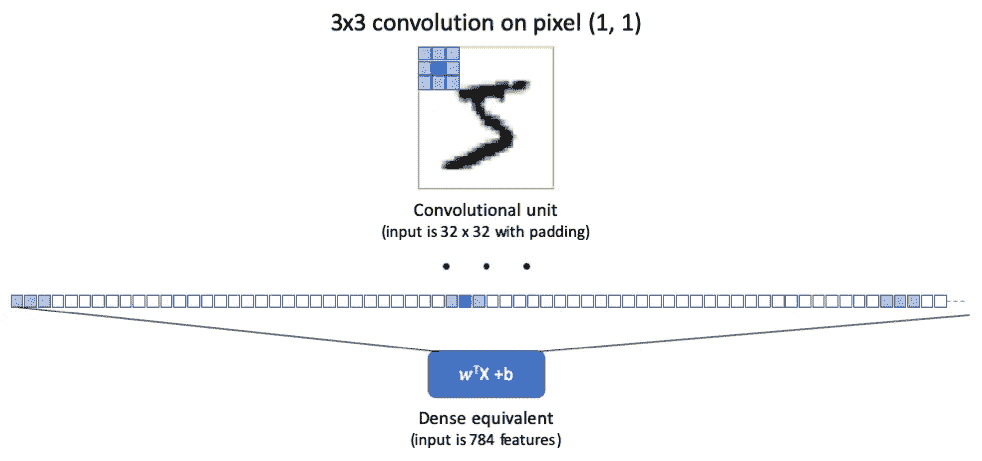 3x3 convolution on pixel (1, 1)
Convolutional unit
(input is 32 x 32 with padding)
wᵀX +b
Dense equivalent
(input is 784 features)